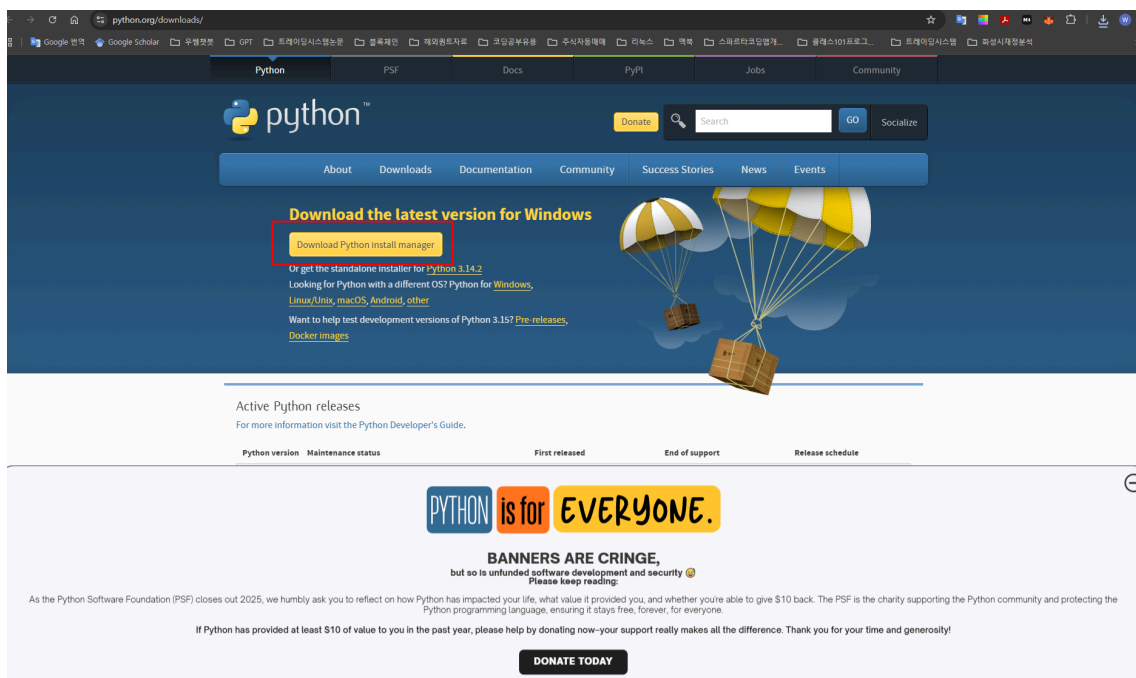 python.org/downloads/
Google 번역
Google Scholar
우쌤챗봇
GPT
트레이딩시스템논문
블록체인
해외퀀트자료
코딩공부유용
주식자동매매
리눅스
맥북
스파르타코딩앱개...
클래스101프로그...
트레이딩시스템
화성시재정분석
Python
PSF
Docs
PyPI
Jobs
Community
python™
Donate
Search
GO
Socialize
About
Downloads
Documentation
Community
Success Stories
News
Events
Download the latest version for Windows
Download Python install manager
Or get the standalone installer for Python 3.14.2
Looking for Python with a different OS? Python for Windows,
Linux/Unix, macOS, Android, other
Want to help test development versions of Python 3.15? Pre-releases,
Docker images
Active Python releases
For more information visit the Python Developer's Guide.
Python version Maintenance status First released End of support Release schedule
PYTHON is for EVERYONE.
BANNERS ARE CRINGE,
but so is unfunded software development and security 😅
Please keep reading:
As the Python Software Foundation (PSF) closes out 2025, we humbly ask you to reflect on how Python has impacted your life, what value it provided you, and whether you're able to give $10 back. The PSF is the charity supporting the Python community and protecting the
Python programming language, ensuring it stays free, forever, for everyone.
If Python has provided at least $10 of value to you in the past year, please help by donating now–your support really makes all the difference. Thank you for your time and generosity!
DONATE TODAY